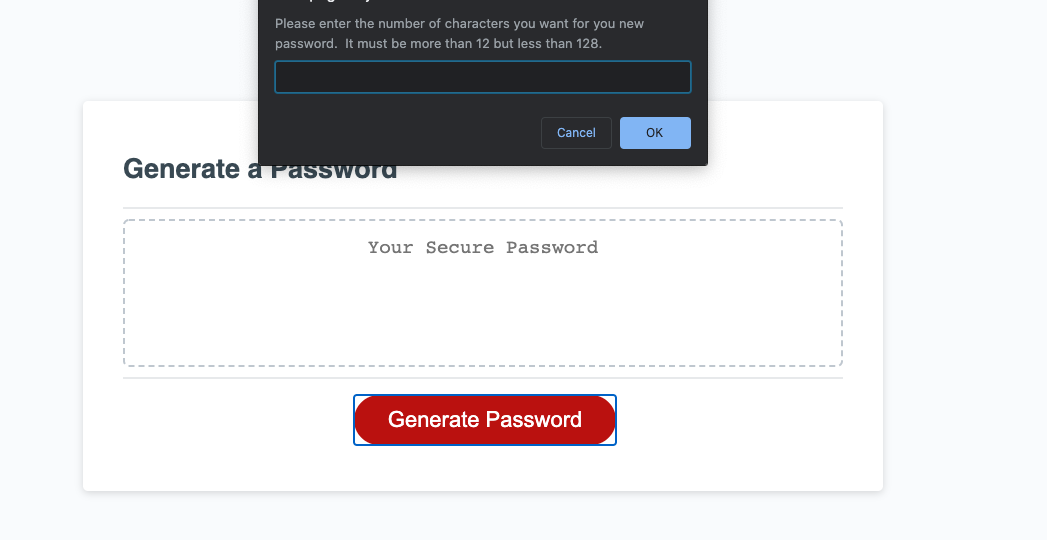 Please enter the number of characters you want for you new
password.  It must be more than 12 but less than 128.
Cancel
OK
Generate a Password
Your Secure Password
Generate Password